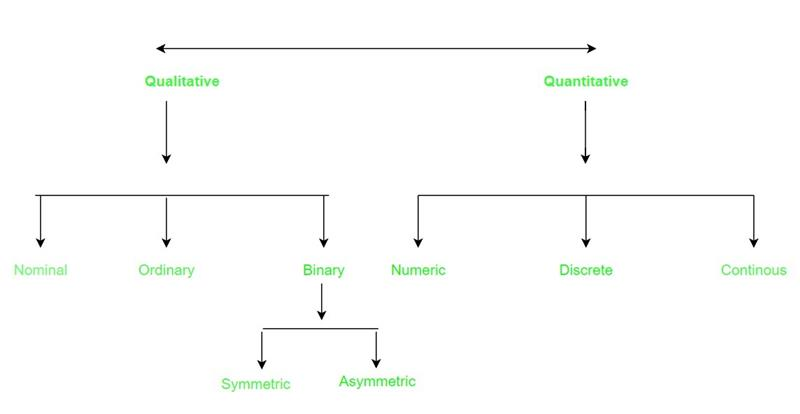 Qualitative
Quantitative
Nominal
Ordinary
Binary
Numeric
Discrete
Continous
Symmetric
Asymmetric